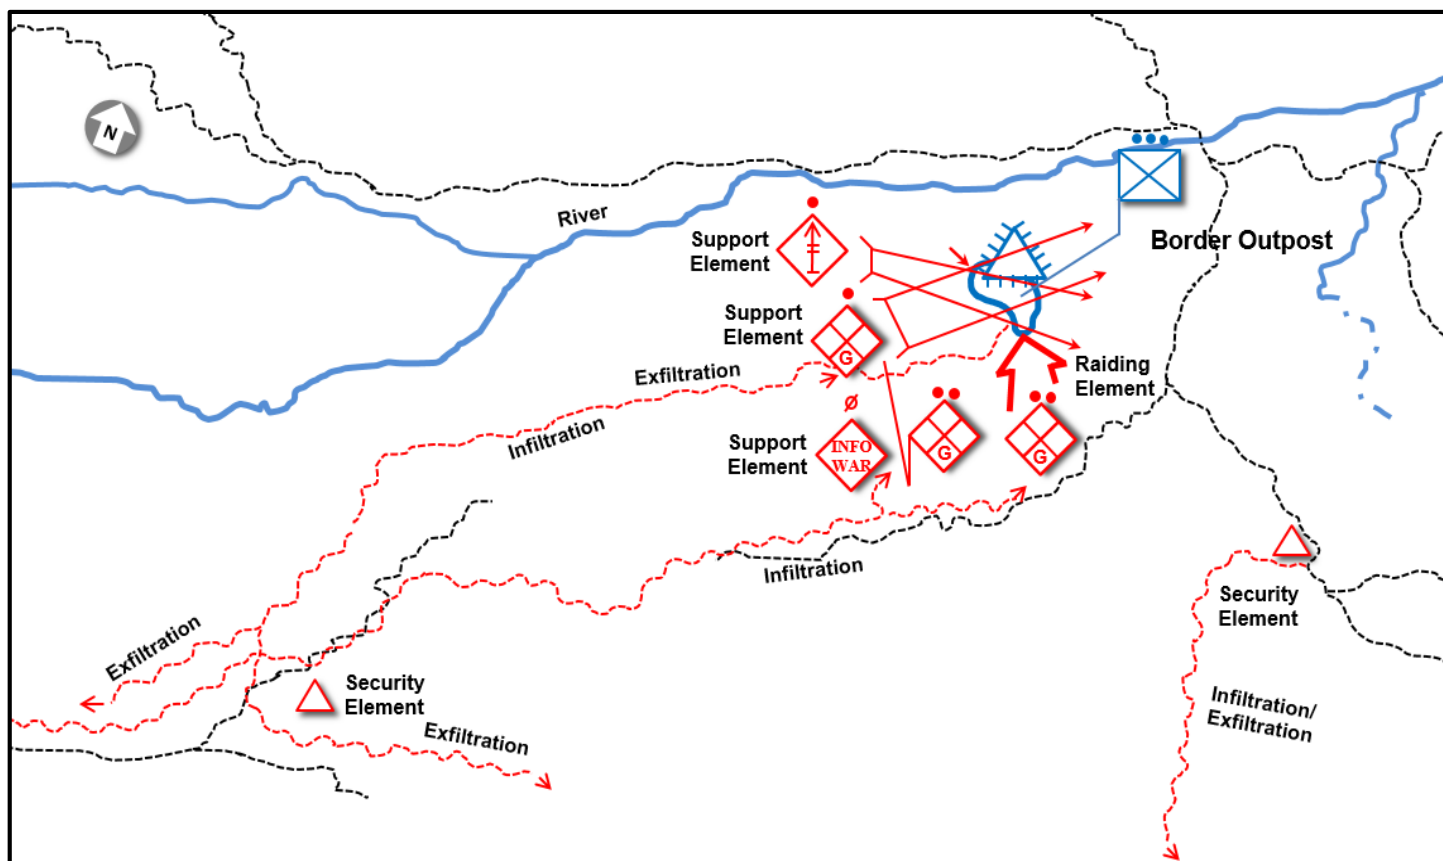 N
River
Support
Element
Border Outpost
Support
Element
G
Raiding
Element
Exfiltration
Infiltration
Support
Element
INFO
WAR
G
G
Infiltration
Security
Element
Exfiltration
Security
Element
Infiltration/
Exfiltration
Exfiltration